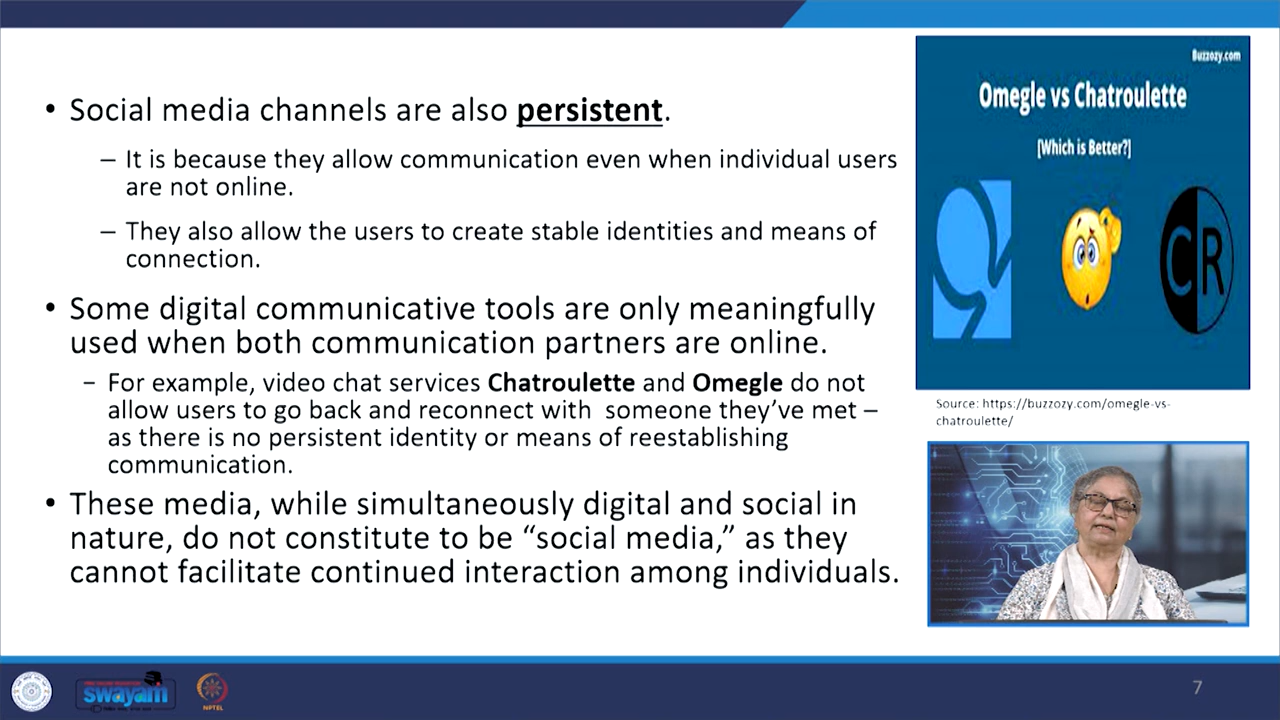 • Social media channels are also persistent.
– It is because they allow communication even when individual users
are not online.
– They also allow the users to create stable identities and means of
connection.
• Some digital communicative tools are only meaningfully
used when both communication partners are online.
– For example, video chat services Chatroulette and Omegle do not
allow users to go back and reconnect with someone they’ve met –
as there is no persistent identity or means of reestablishing
communication.
• These media, while simultaneously digital and social in
nature, do not constitute to be “social media,” as they
cannot facilitate continued interaction among individuals.
Buzzozy.com
Omegle vs Chatroulette
[Which is Better?]
CR
Source: https://buzzozy.com/omegle-vs-
chatroulette/
swayam
NPTEL
7